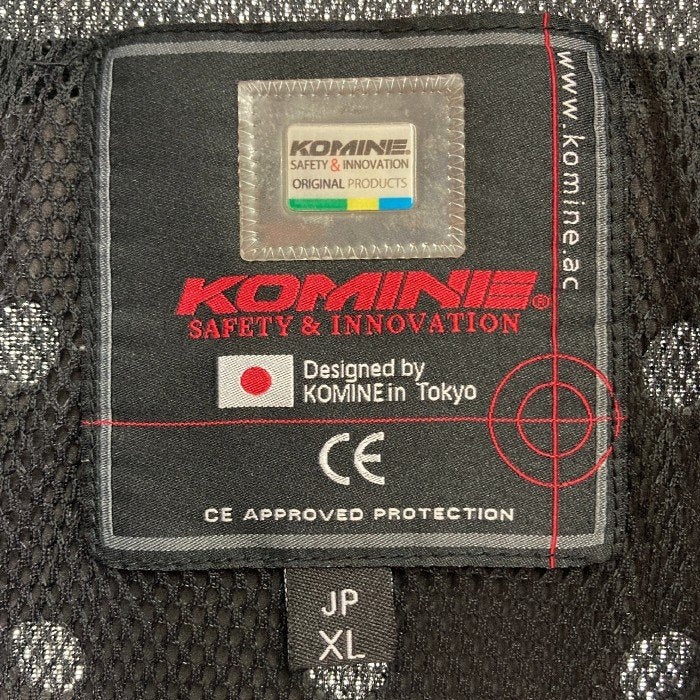 KOMINE.
SAFETY & INNOVATION
ORIGINAL PRODUCTS
www.komine.ac
KOMINE®
SAFETY & INNOVATION
Designed by
KOMINE in Tokyo
CE
CE APPROVED PROTECTION
JP
XL